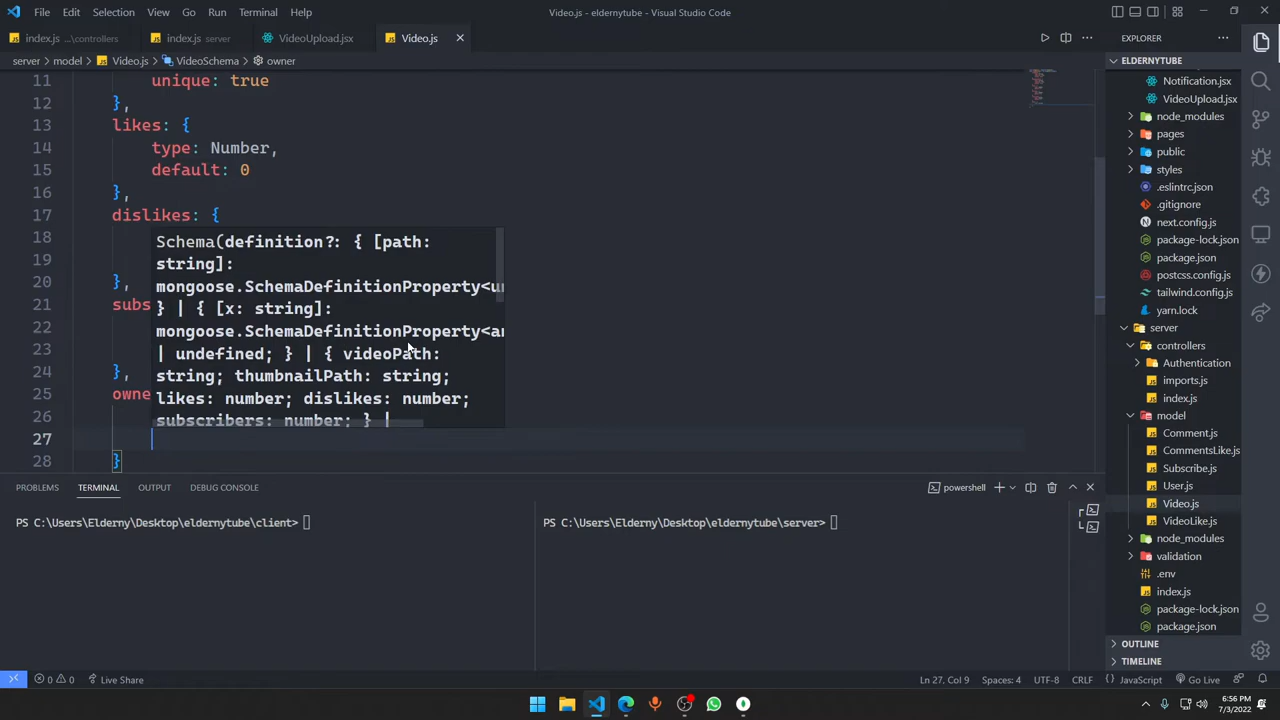 File Edit Selection View Go Run Terminal Help Video.js - eldernytube - Visual Studio Code
index.js ...\controllers index.js server VideoUpload.jsx Video.js EXPLORER
server > model > Video.js > VideoSchema > owner
ELDERNYTUBE
11 unique: true
12 },
13 likes: {
14 type: Number,
15 default: 0
16 },
17 dislikes: {
18
19
20 },
21 subs
22
23
24 },
25 owne
26
27
28 }
Schema(definition?: { [path:
string]:
mongoose.SchemaDefinitionProperty<u
} | { [x: string]:
mongoose.SchemaDefinitionProperty<a
| undefined; } | { videoPath:
string; thumbnailPath: string;
likes: number; dislikes: number;
subscribers: number; } |
Notification.jsx
VideoUpload.jsx
node_modules
pages
public
styles
.eslintrc.json
.gitignore
next.config.js
package-lock.json
package.json
postcss.config.js
tailwind.config.js
yarn.lock
server
controllers
Authentication
imports.js
index.js
model
Comment.js
CommentsLike.js
Subscribe.js
User.js
Video.js
VideoLike.js
node_modules
validation
.env
index.js
package-lock.json
package.json
OUTLINE
TIMELINE
PROBLEMS TERMINAL OUTPUT DEBUG CONSOLE powershell
PS C:\Users\Elderny\Desktop\eldernytube\client> PS C:\Users\Elderny\Desktop\eldernytube\server>
0 0 Live Share Ln 27, Col 9 Spaces: 4 UTF-8 CRLF JavaScript Go Live
6:56 PM
7/3/2022